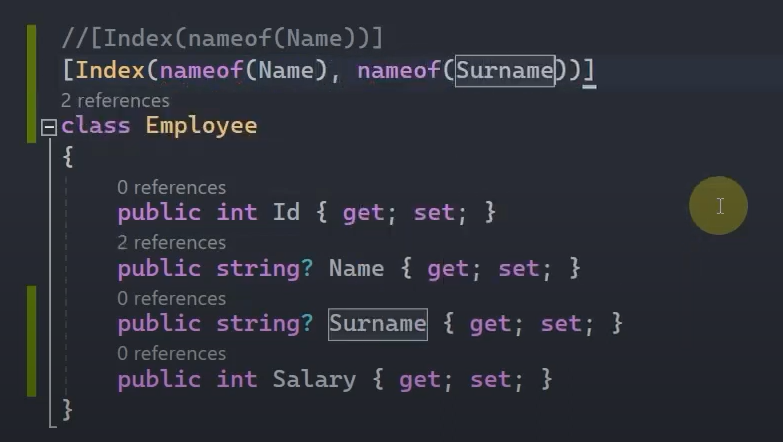 //[Index(nameof(Name))]
[Index(nameof(Name), nameof(Surname))]
2 references
class Employee
{
0 references
public int Id { get; set; }
2 references
public string? Name { get; set; }
0 references
public string? Surname { get; set; }
0 references
public int Salary { get; set; }
}